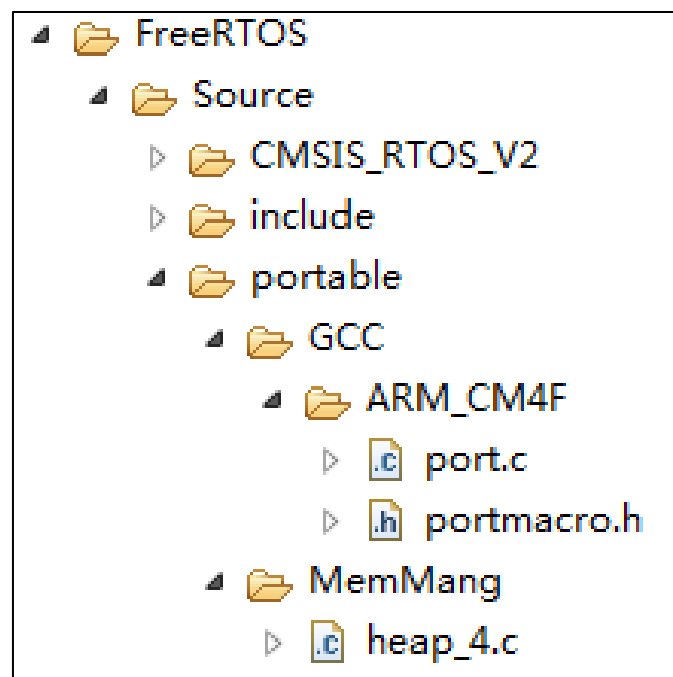 FreeRTOS
Source
CMSIS_RTOS_V2
include
portable
GCC
ARM_CM4F
.c port.c
.h portmacro.h
MemMang
.c heap_4.c